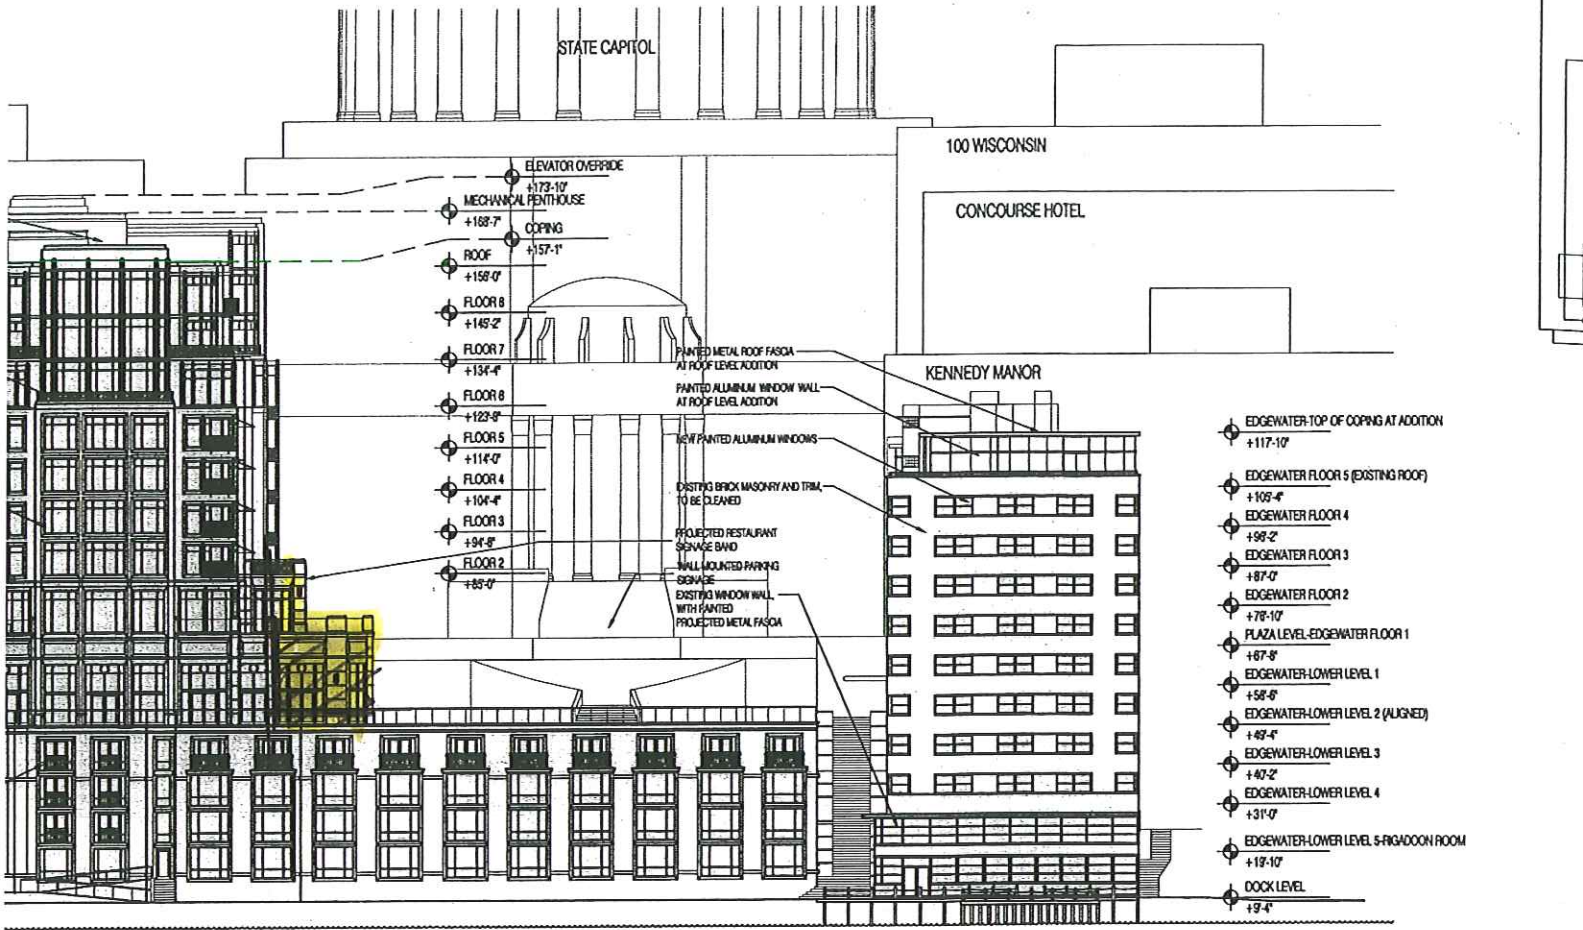 STATE CAPITOL
100 WISCONSIN
ELEVATOR OVERRIDE
+173'-10"
MECHANICAL PENTHOUSE
+168'-7"
CONCOURSE HOTEL
COPING
+157'-1"
ROOF
+156'-0"
FLOOR 8
+145'-2"
FLOOR 7
+134'-4"
FLOOR 6
+123'-8"
FLOOR 5
+114'-0"
FLOOR 4
+104'-4"
FLOOR 3
+94'-8"
FLOOR 2
+85'-0"
PAINTED METAL ROOF FASCIA
AT ROOF LEVEL ADDITION
PAINTED ALUMINUM WINDOW WALL
AT ROOF LEVEL ADDITION
NEW PAINTED ALUMINUM WINDOWS
EXISTING BRICK MASONRY AND TRIM,
TO BE CLEANED
PROJECTED RESTAURANT
SIGNAGE BAND
WALL MOUNTED PARKING
SIGNAGE
EXISTING WINDOW WALL,
WITH PAINTED
PROJECTED METAL FASCIA
KENNEDY MANOR
EDGEWATER-TOP OF COPING AT ADDITION
+117'-10"
EDGEWATER FLOOR 5 (EXISTING ROOF)
+105'-4"
EDGEWATER FLOOR 4
+96'-2"
EDGEWATER FLOOR 3
+87'-0"
EDGEWATER FLOOR 2
+76'-10"
PLAZA LEVEL-EDGEWATER FLOOR 1
+67'-8"
EDGEWATER-LOWER LEVEL 1
+58'-6"
EDGEWATER-LOWER LEVEL 2 (ALIGNED)
+49'-4"
EDGEWATER-LOWER LEVEL 3
+40'-2"
EDGEWATER-LOWER LEVEL 4
+31'-0"
EDGEWATER-LOWER LEVEL 5-RIGADOON ROOM
+19'-10"
DOCK LEVEL
+9'-4"